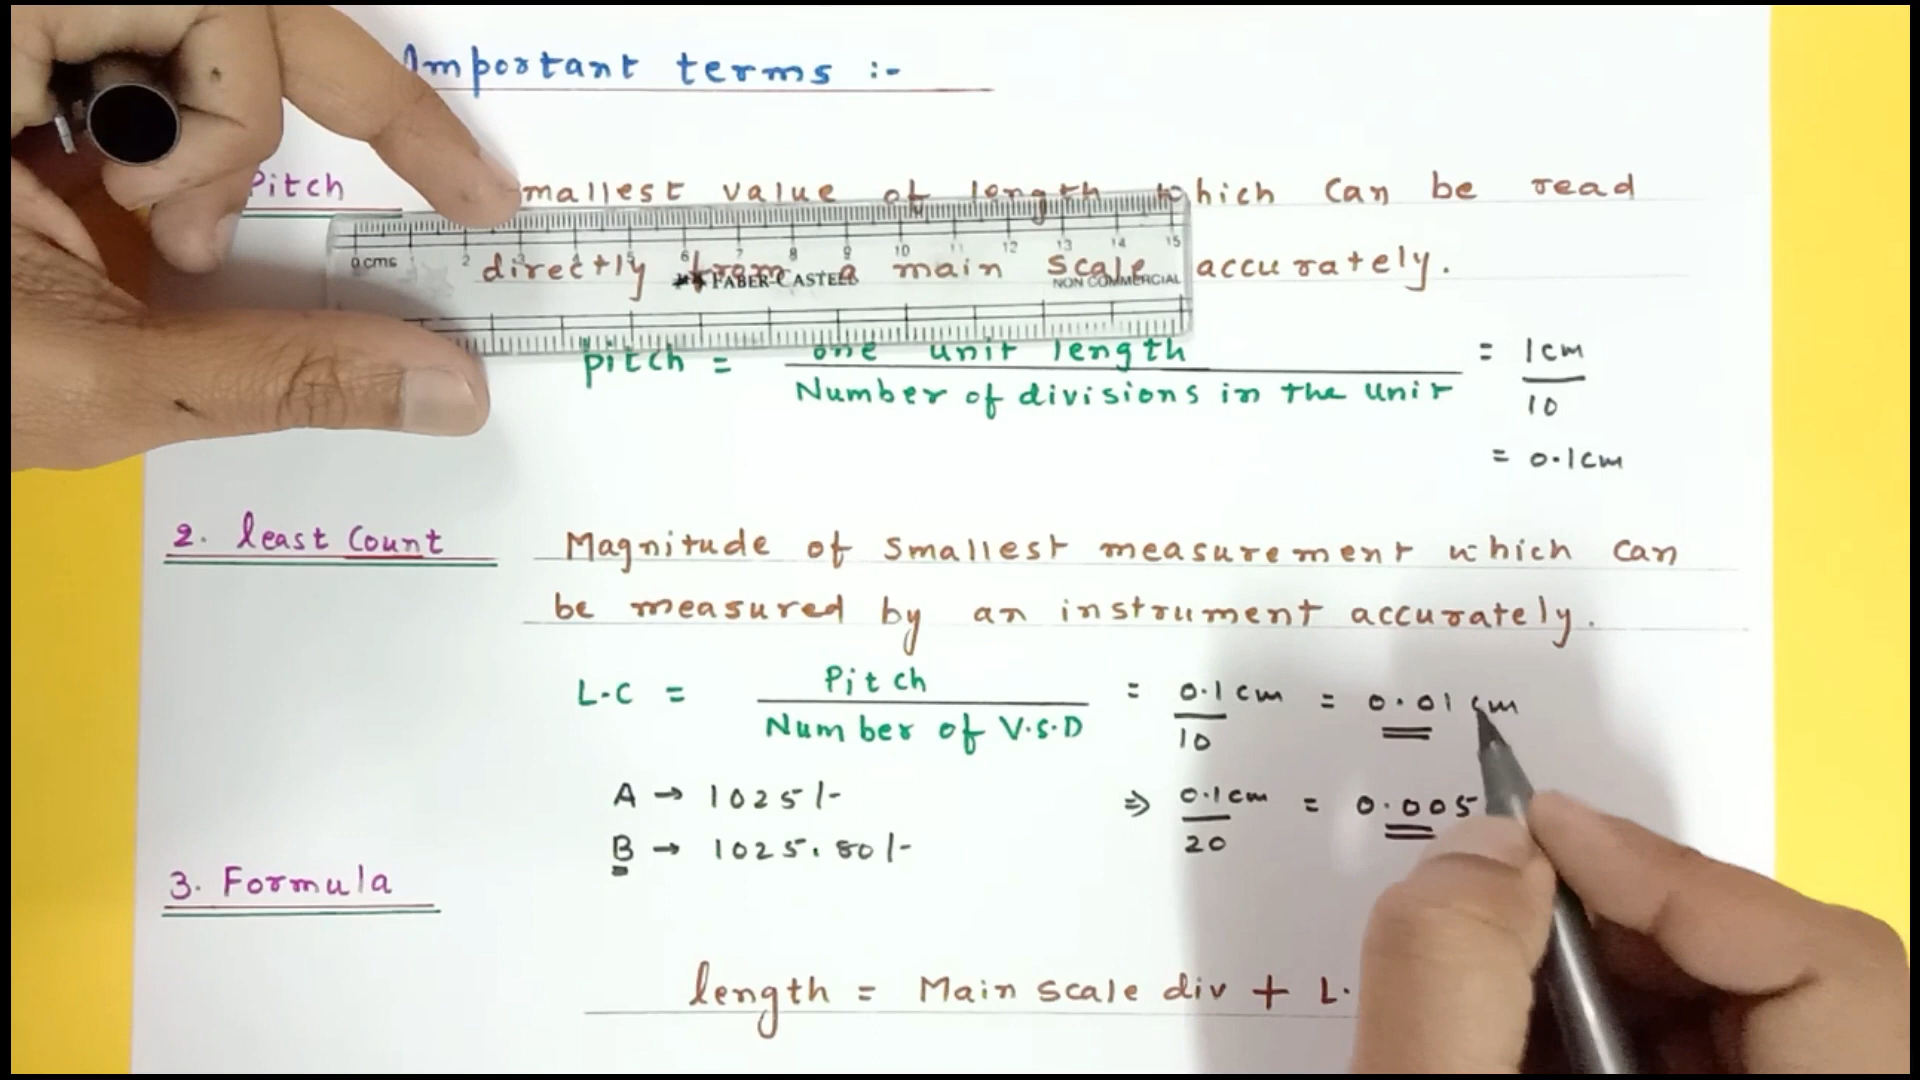 Important terms :-
Pitch mallest value of length which can be read
0 cms 2 3 4 5 6 7 8 9 10 11 12 13 14 15
directly from a main scale accurately.
FABER-CASTELL NON COMMERCIAL
pitch = one unit length / Number of divisions in the unit = 1cm / 10
= 0.1cm
2. least Count Magnitude of smallest measurement which can
be measured by an instrument accurately.
L.C = Pitch / Number of V.S.D = 0.1cm / 10 = 0.01 cm
A → 1025/-
⇒ 0.1cm / 20 = 0.005
B → 1025.80/-
3. Formula
length = Main scale div + L.